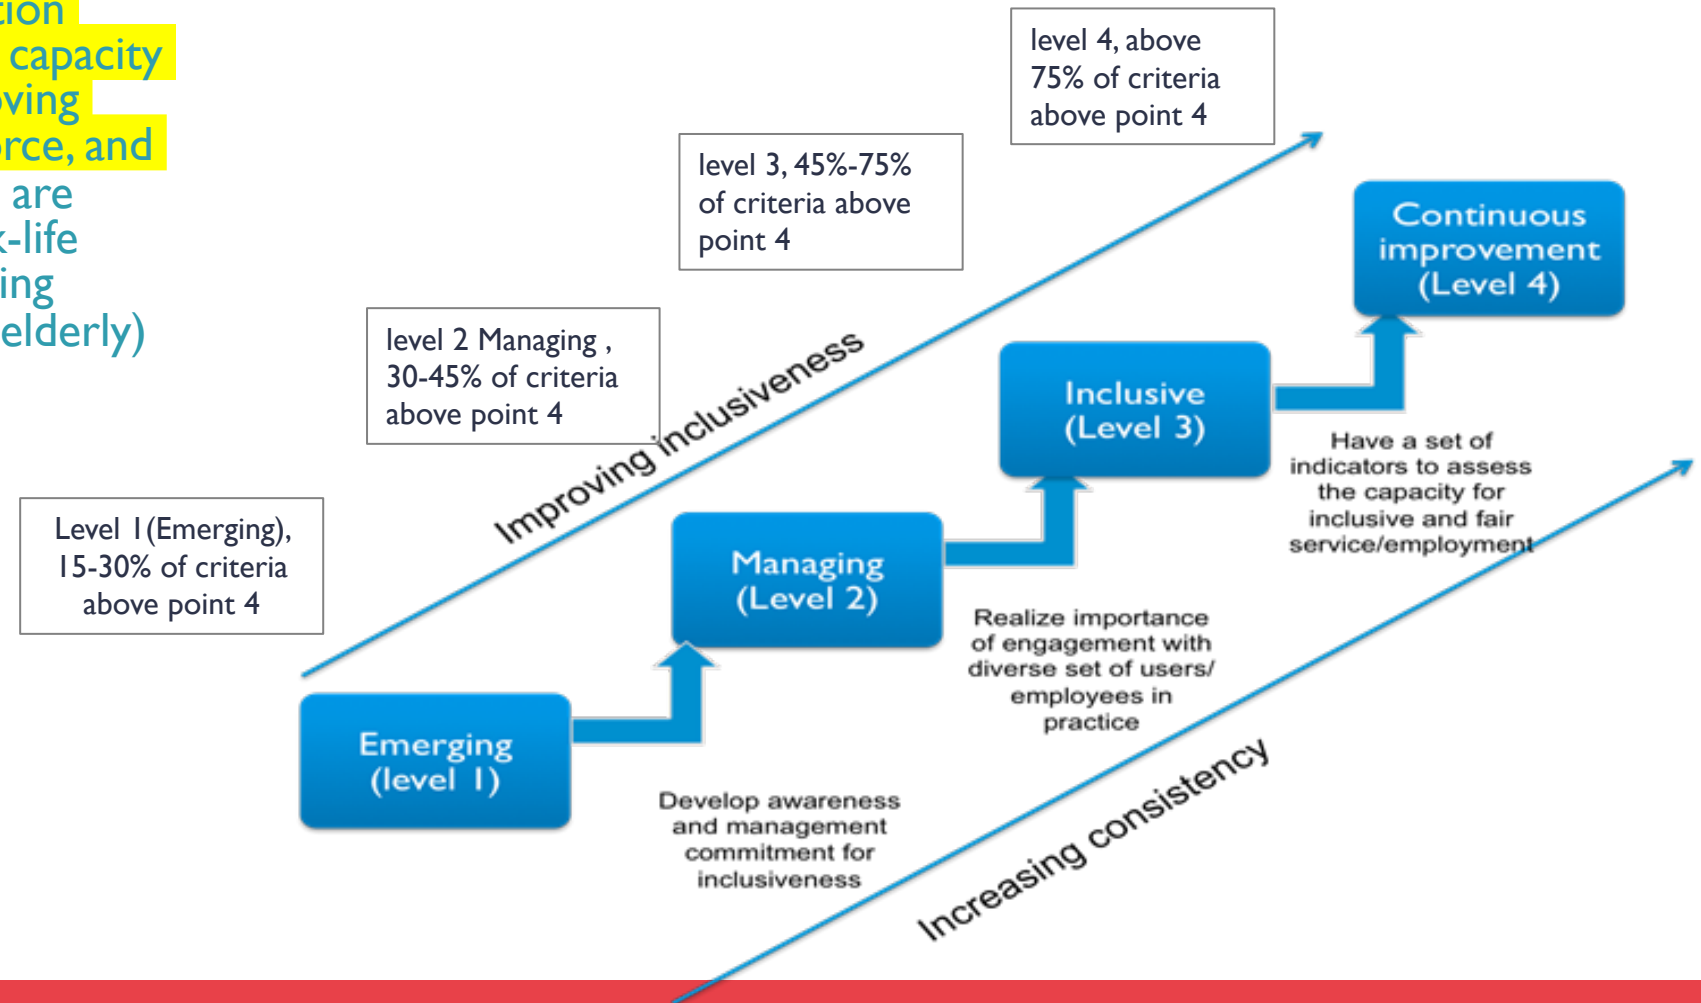 tion
capacity
oving
orce, and
are
k-life
ing
elderly)
level 4, above
75% of criteria
above point 4
level 3, 45%-75%
of criteria above
point 4
level 2 Managing ,
30-45% of criteria
above point 4
Level 1(Emerging),
15-30% of criteria
above point 4
Improving inclusiveness
Continuous
improvement
(Level 4)
Inclusive
(Level 3)
Have a set of
indicators to assess
the capacity for
inclusive and fair
service/employment
Managing
(Level 2)
Realize importance
of engagement with
diverse set of users/
employees in
practice
Emerging
(level 1)
Develop awareness
and management
commitment for
inclusiveness
Increasing consistency